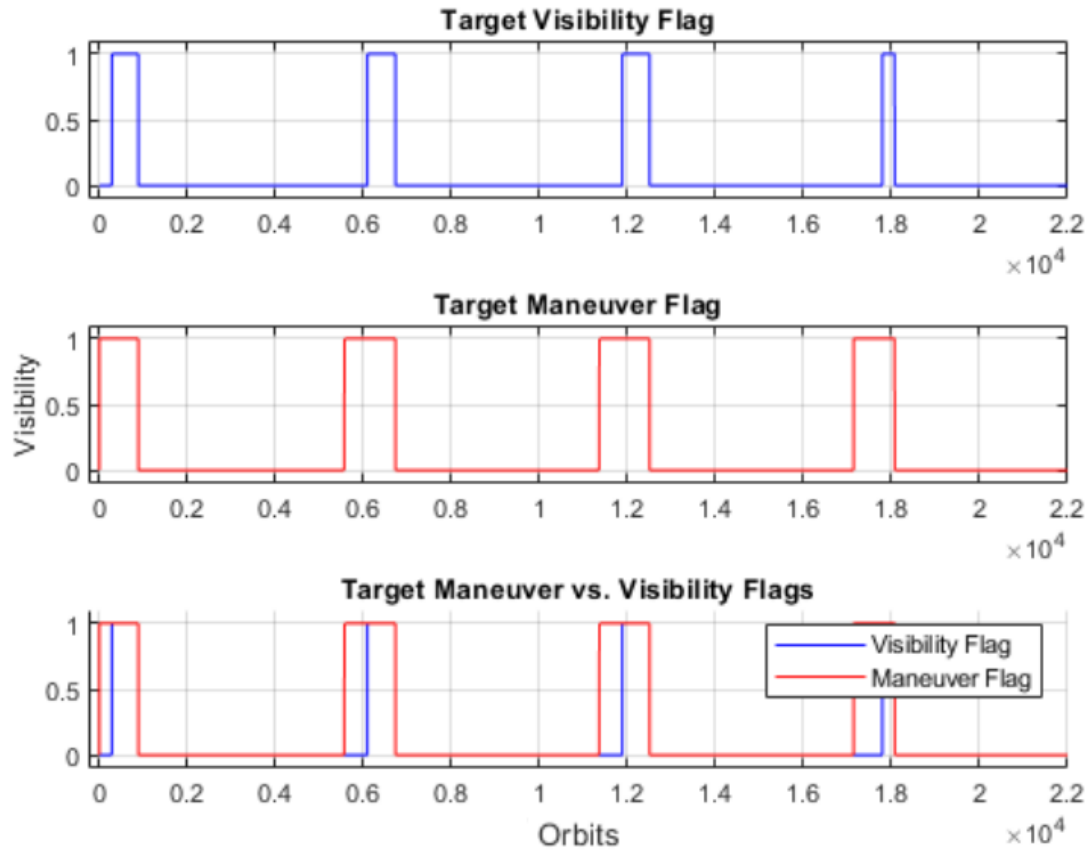 Target Visibility Flag
1
0.5
0
0 0.2 0.4 0.6 0.8 1 1.2 1.4 1.6 1.8 2 2.2
×10^4
Target Maneuver Flag
Visibility
1
0.5
0
0 0.2 0.4 0.6 0.8 1 1.2 1.4 1.6 1.8 2 2.2
×10^4
Target Maneuver vs. Visibility Flags
1
0.5
0
Visibility Flag
Maneuver Flag
0 0.2 0.4 0.6 0.8 1 1.2 1.4 1.6 1.8 2 2.2
Orbits
×10^4